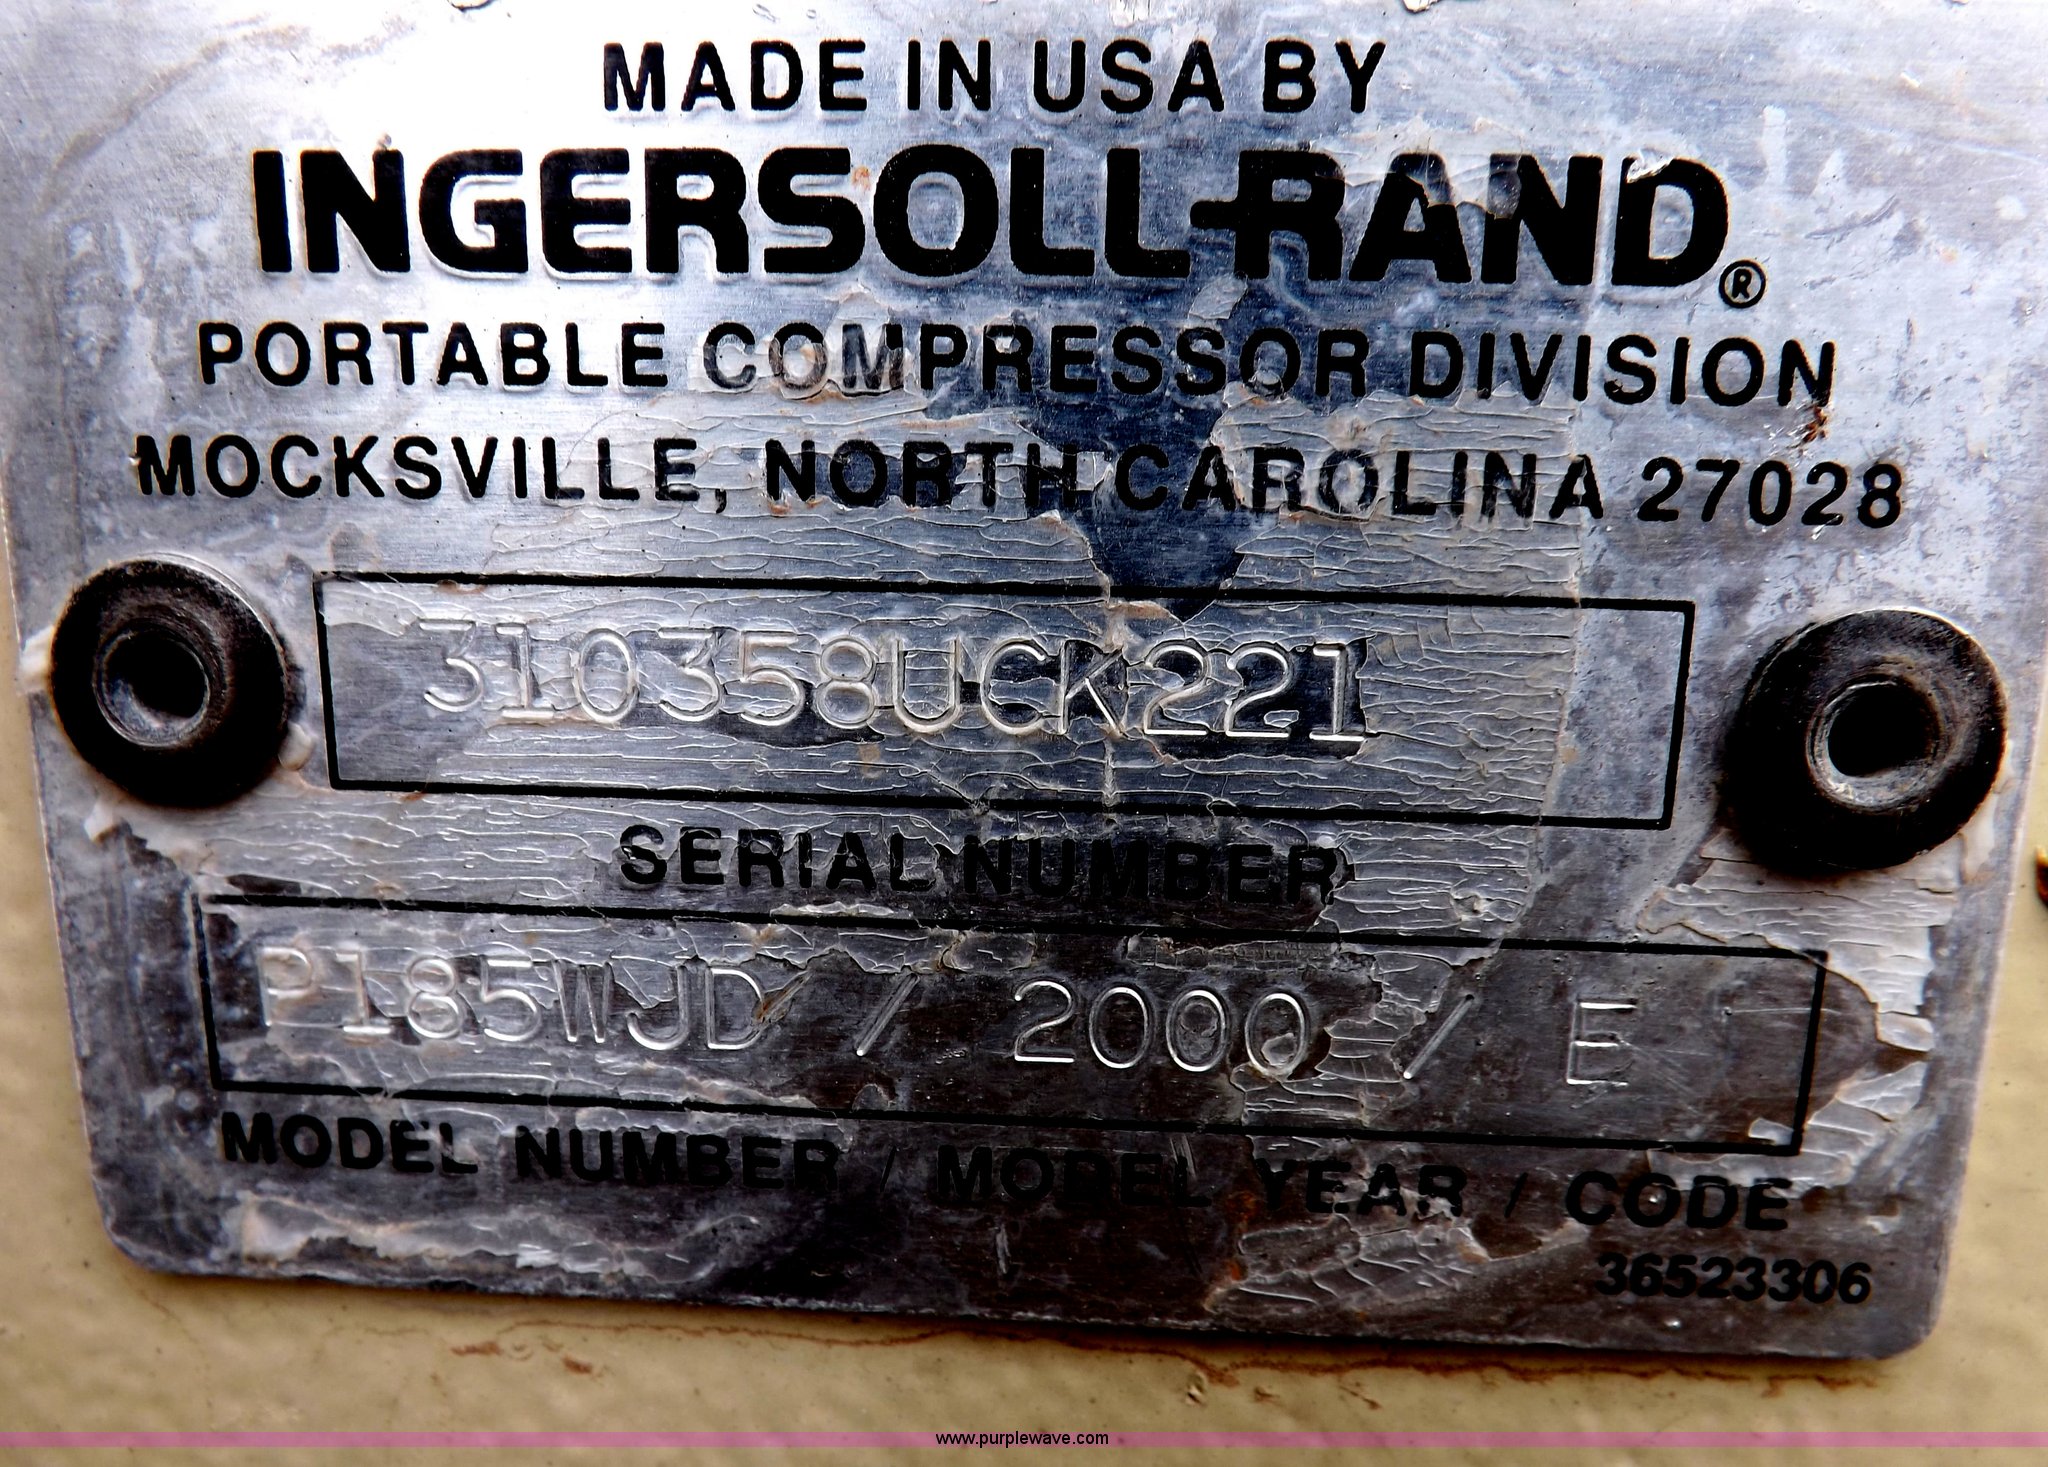 MADE IN USA BY
INGERSOLL-RAND®
PORTABLE COMPRESSOR DIVISION
MOCKSVILLE, NORTH CAROLINA 27028
310358UCK221
SERIAL NUMBER
P185WJD / / 2000 / E
MODEL NUMBER / MODEL YEAR / CODE
36523306
www.purplewave.com